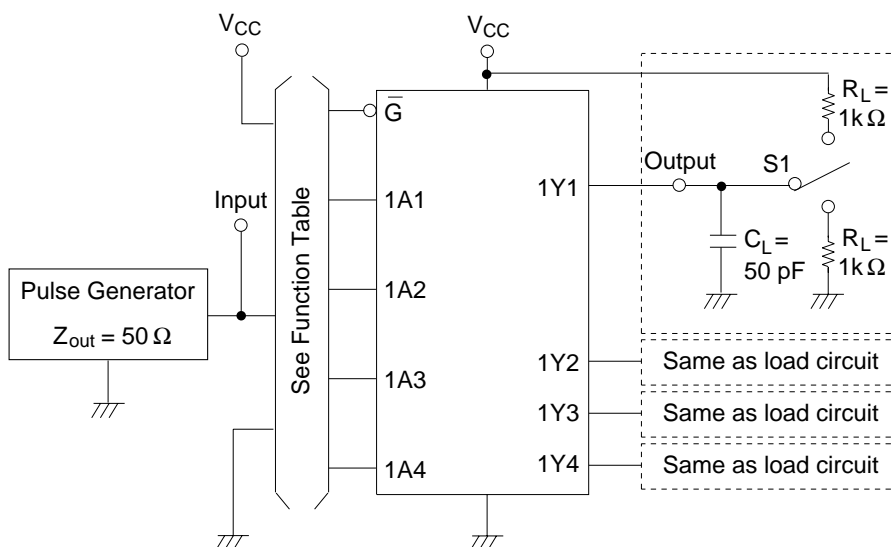 VCC
VCC
G
RL =
1k Ω
Output
S1
Input
1A1
1Y1
See Function Table
CL =
50 pF
RL =
1k Ω
Pulse Generator
Zout = 50 Ω
1A2
1A3
1A4
1Y2
Same as load circuit
1Y3
Same as load circuit
1Y4
Same as load circuit